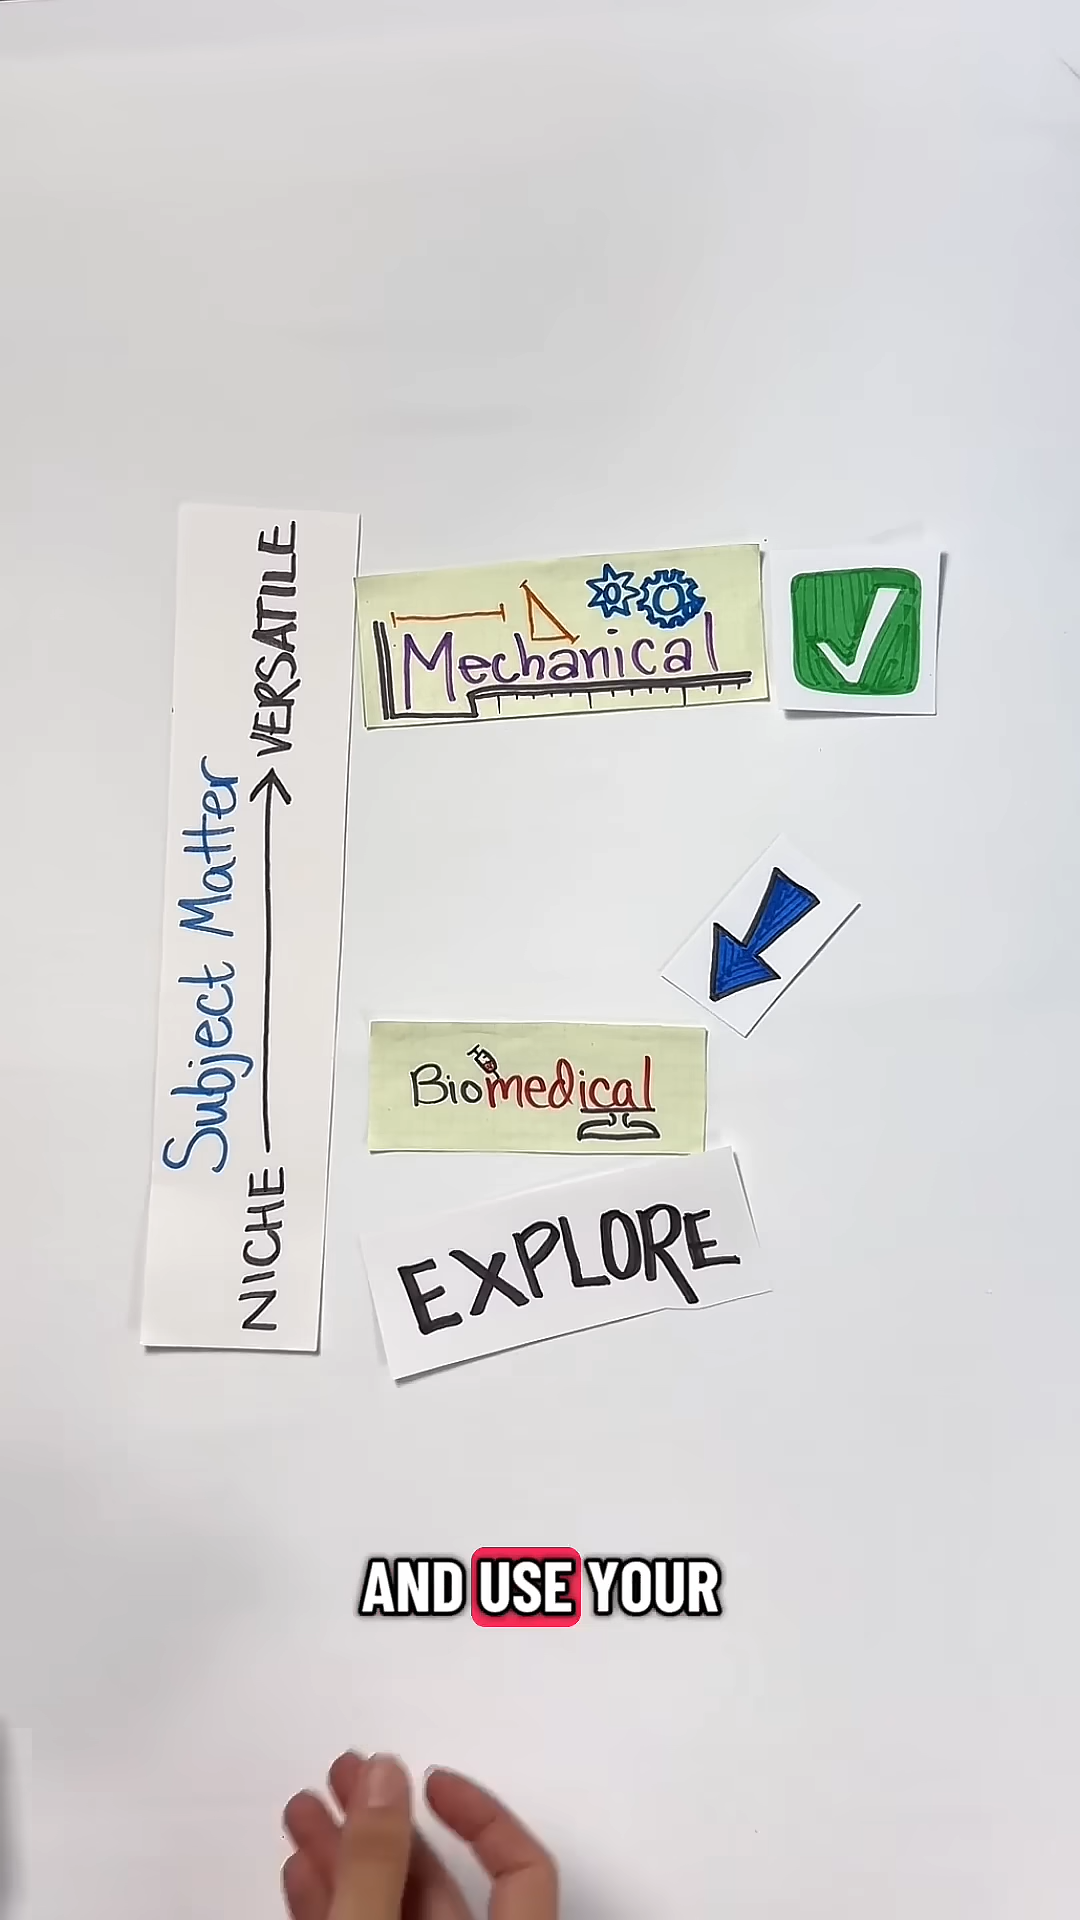 Subject Matter
NICHE → VERSATILE
Mechanical
Biomedical
EXPLORE
AND USE YOUR